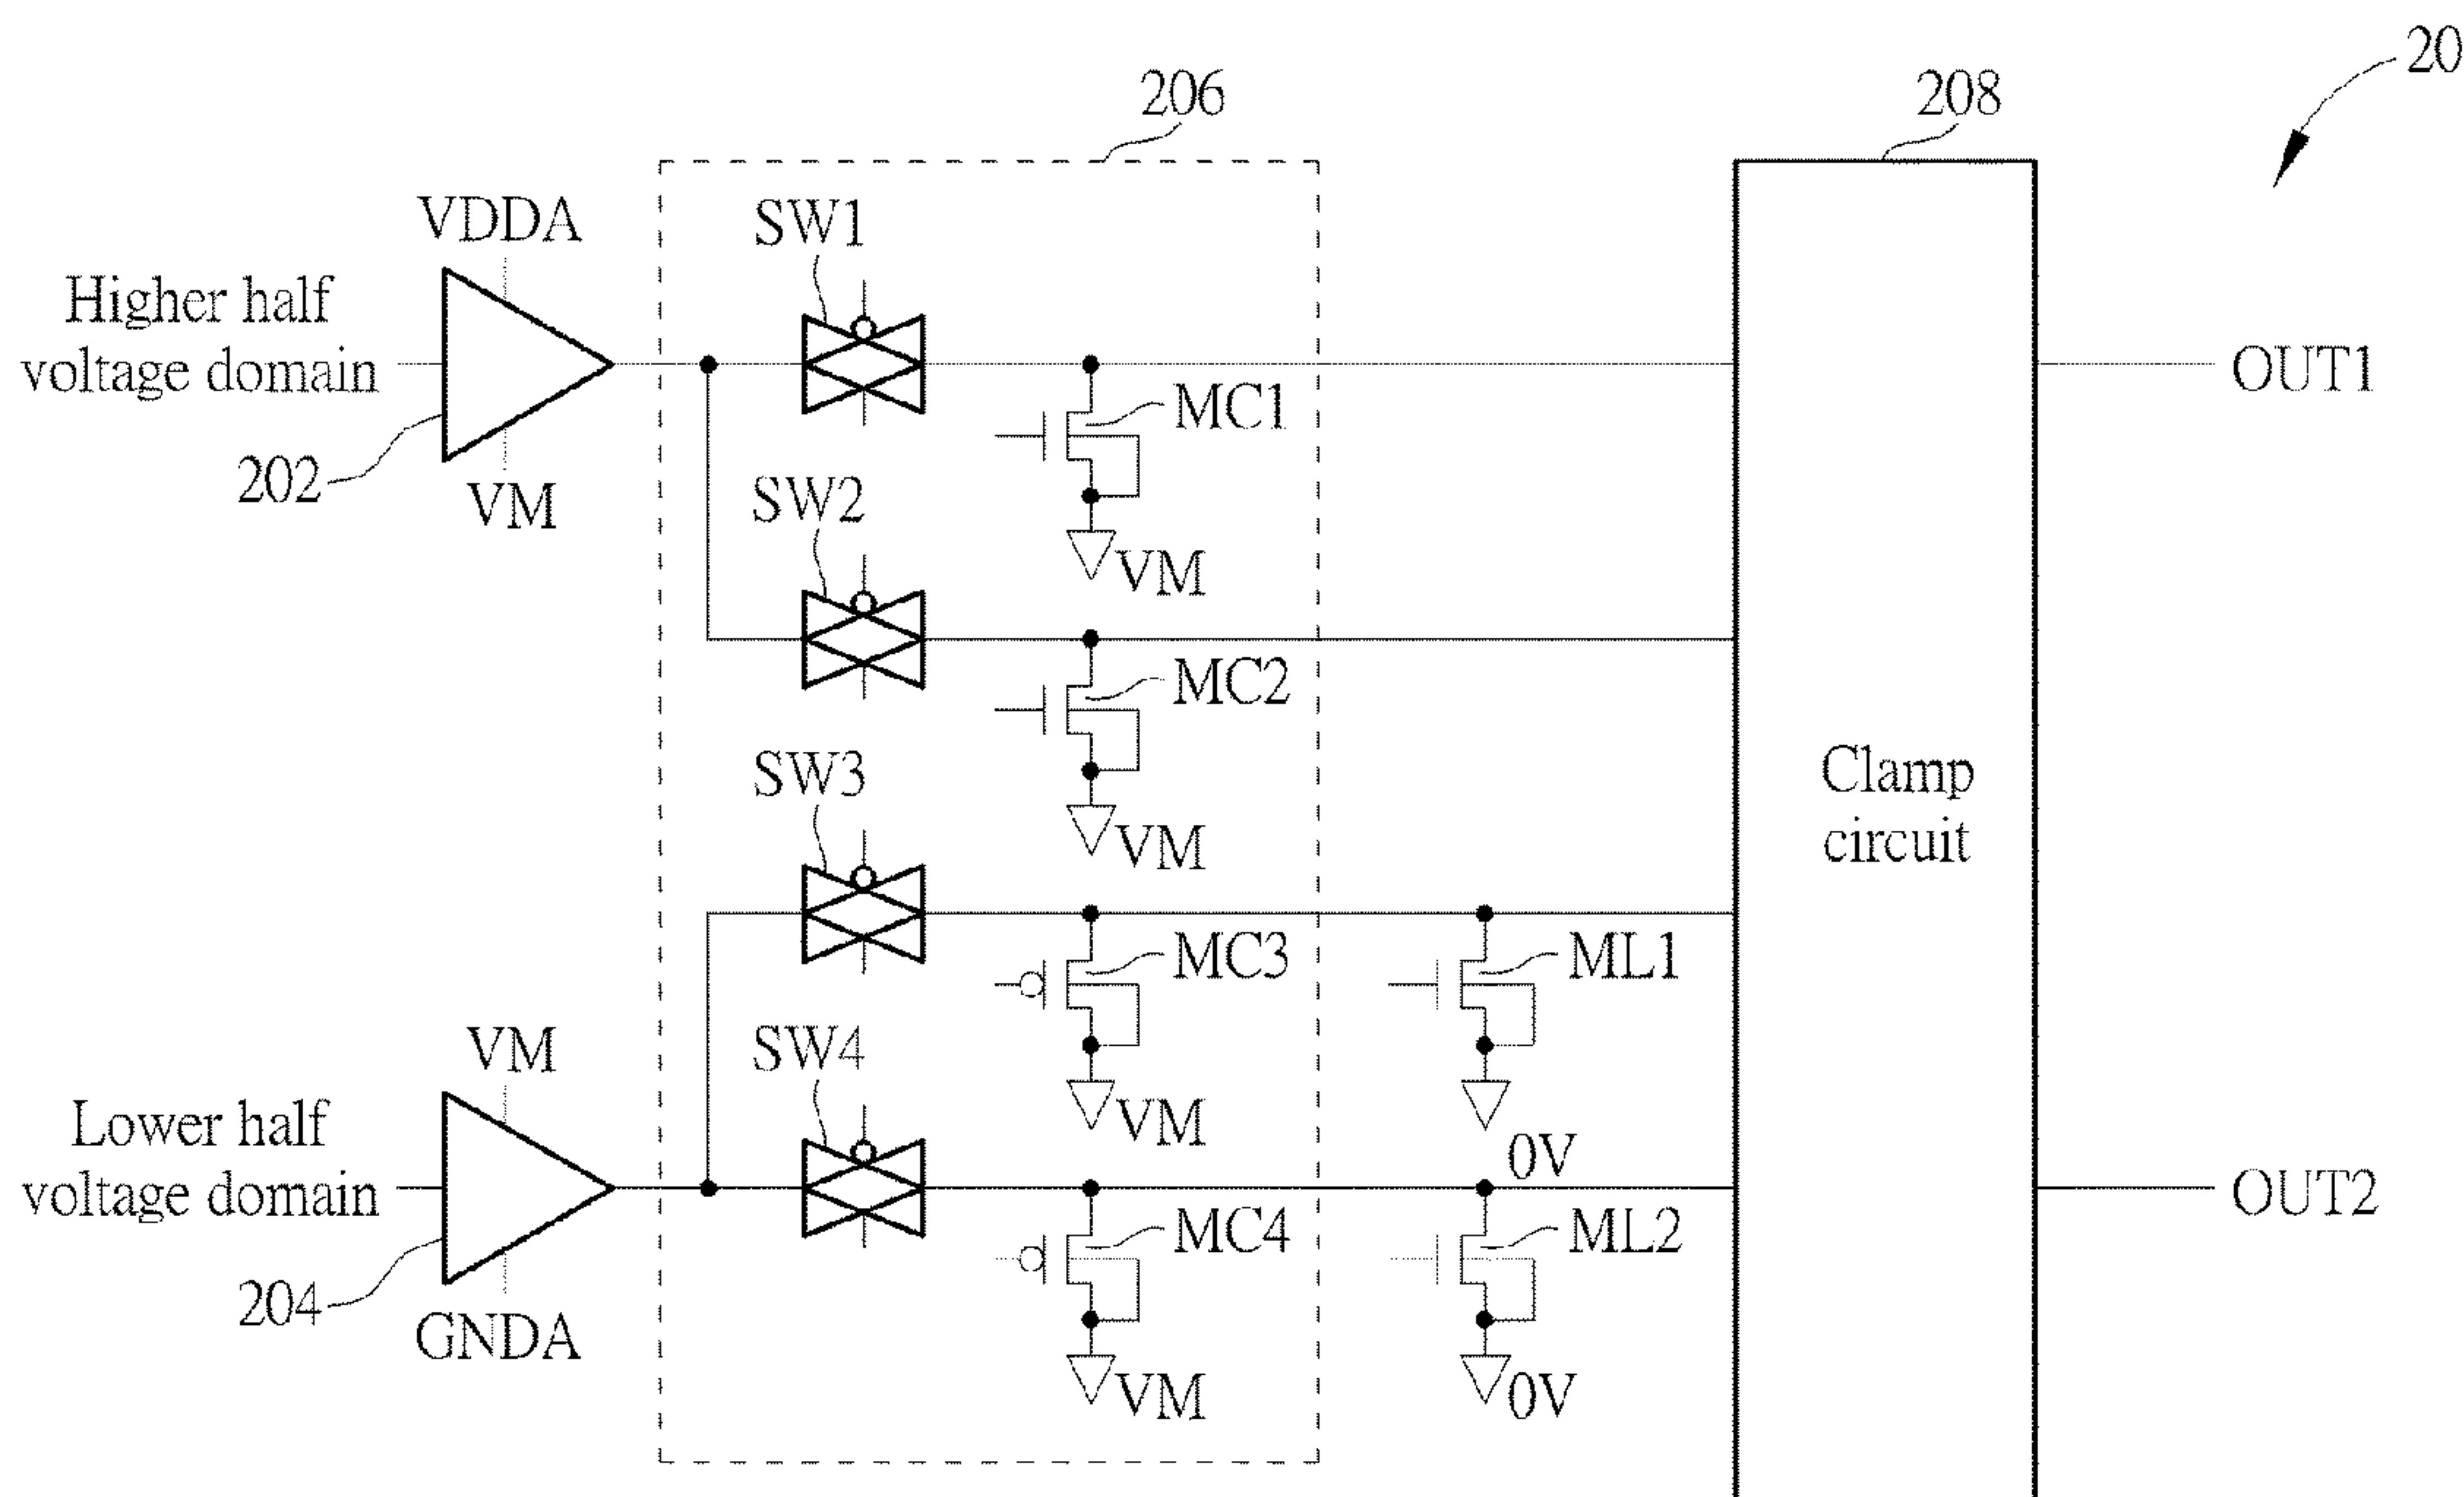 20
206
208
VDDA
SW1
Higher half
voltage domain
OUT1
MC1
202
VM
SW2
VM
MC2
SW3
Clamp
circuit
VM
MC3
ML1
VM
SW4
Lower half
voltage domain
VM
0V
OUT2
MC4
ML2
204
GNDA
VM
0V